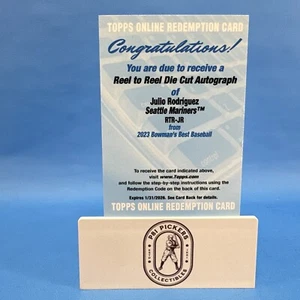 TOPPS ONLINE REDEMPTION CARD
Congratulations!
You are due to receive a
Reel to Reel Die Cut Autograph
of
Julio Rodriguez
Seattle Mariners™
RTR-JR
from
2023 Bowman's Best Baseball
To receive the card indicated above,
visit www.Topps.com
and follow the step-by-step instructions using the
Redemption Code on the back of this card.
Expires 1/31/2026. See Card Back for details.
TOPPS ONLINE REDEMPTION CARD
PSI PICKERS
COLLECTIBLES